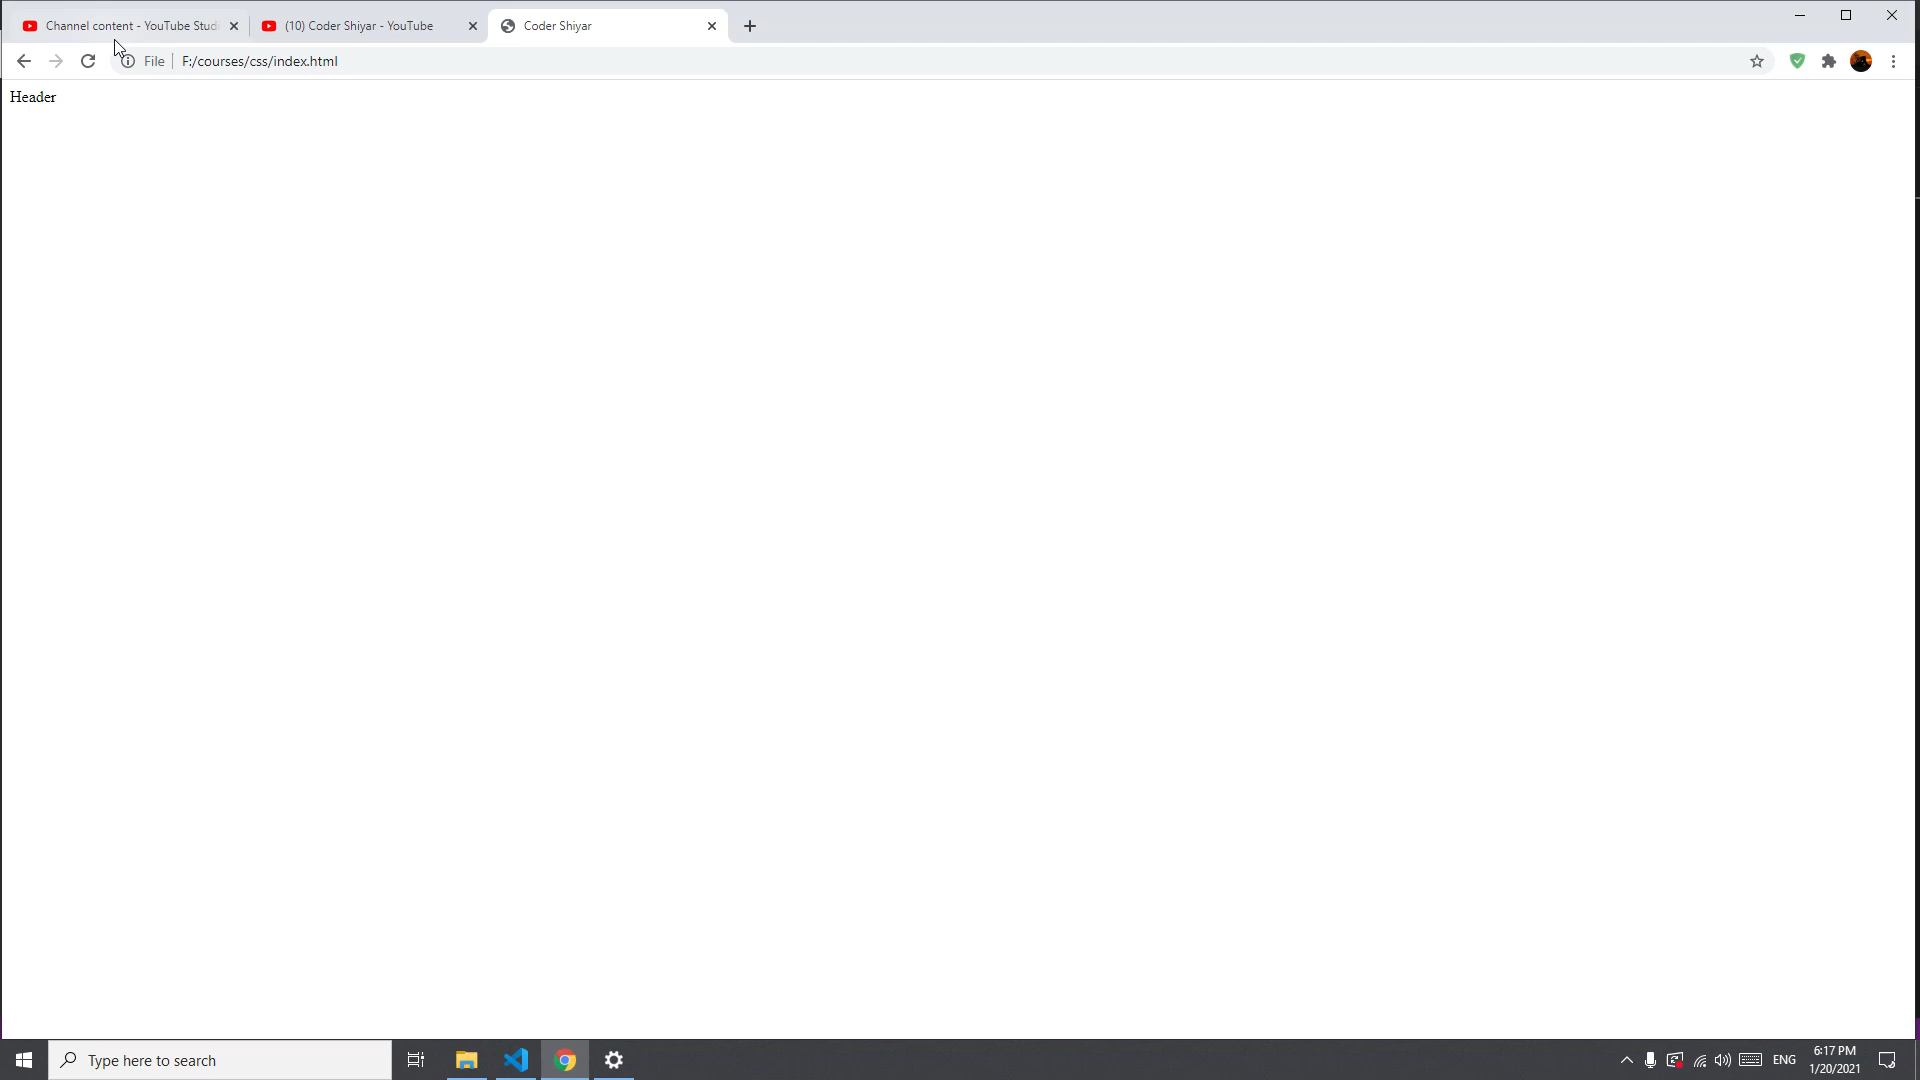 Channel content - YouTube Studi
(10) Coder Shiyar - YouTube
Coder Shiyar
File
F:/courses/css/index.html
Header
Type here to search
ENG
6:17 PM
1/20/2021